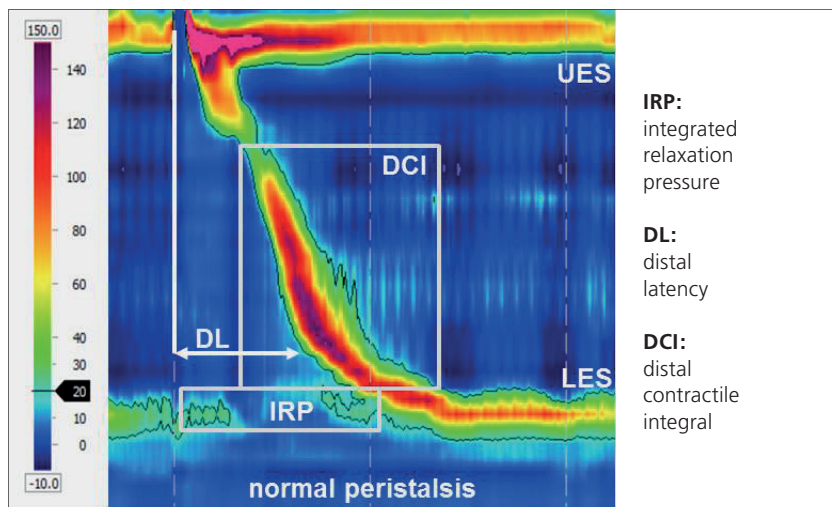 150.0
140
120
100
80
60
40
30
20
10
0
-10.0
UES
DCI
DL
LES
IRP
normal peristalsis
IRP:
integrated
relaxation
pressure
DL:
distal
latency
DCI:
distal
contractile
integral